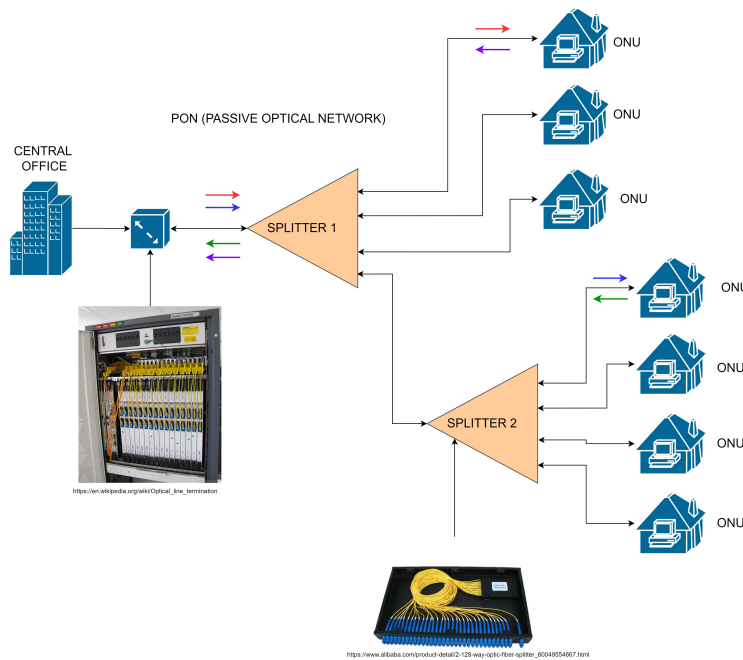 ONU
PON (PASSIVE OPTICAL NETWORK)
ONU
CENTRAL
OFFICE
ONU
SPLITTER 1
ONU
ONU
SPLITTER 2
ONU
https://en.wikipedia.org/wiki/Optical_line_termination
ONU
https://www.alibaba.com/product-detail/2-128-way-optic-fiber-splitter_60049554667.html